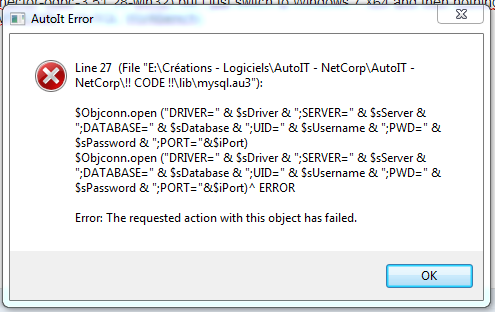 AutoIt Error
Line 27  (File "E:\Créations - Logiciels\AutoIT - NetCorp\AutoIT -
NetCorp\!! CODE !!\lib\mysql.au3"):
$Objconn.open ("DRIVER=" & $sDriver & ";SERVER=" & $sServer &
";DATABASE=" & $sDatabase & ";UID=" & $sUsername & ";PWD=" &
$sPassword & ";PORT="&$iPort)
$Objconn.open ("DRIVER=" & $sDriver & ";SERVER=" & $sServer &
";DATABASE=" & $sDatabase & ";UID=" & $sUsername & ";PWD=" &
$sPassword & ";PORT="&$iPort)^ ERROR
Error: The requested action with this object has failed.
OK